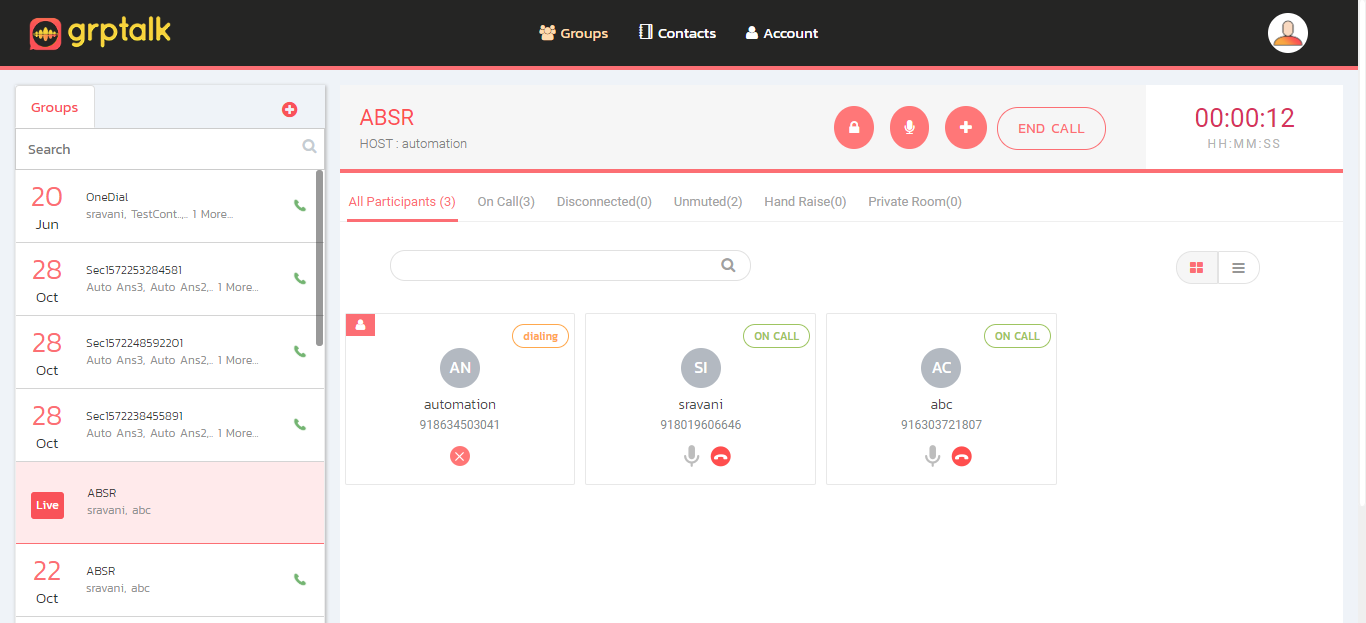 grptalk
Groups Contacts Account
Groups
Search
20 Jun
OneDial
sravani, TestCont..,.. 1 More...
28 Oct
Sec1572253284581
Auto Ans3, Auto Ans2,.. 1 More...
28 Oct
Sec1572248592201
Auto Ans3, Auto Ans2,.. 1 More...
28 Oct
Sec1572238455891
Auto Ans3, Auto Ans2,.. 1 More...
Live
ABSR
sravani, abc
22 Oct
ABSR
sravani, abc
ABSR
HOST : automation
END CALL
00:00:12
HH:MM:SS
All Participants (3) On Call(3) Disconnected(0) Unmuted(2) Hand Raise(0) Private Room(0)
dialing
AN
automation
918634503041
ON CALL
SI
sravani
918019606646
ON CALL
AC
abc
916303721807